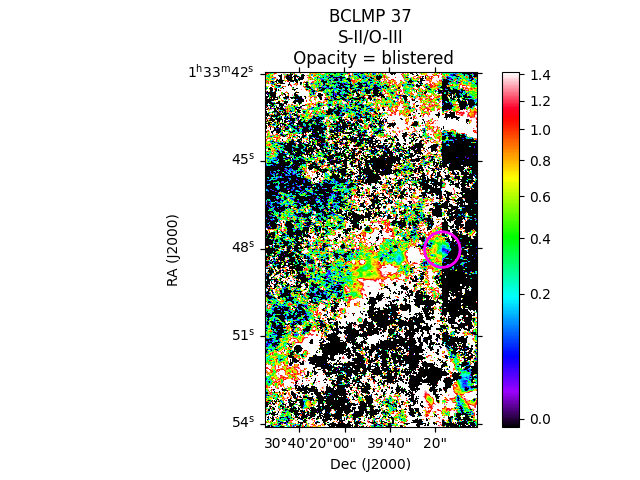 BCLMP 37
S-II/O-III
Opacity = blistered
1h33m42s
45s
48s
51s
54s
RA (J2000)
30°40'20"00" 39'40" 20"
Dec (J2000)
1.4
1.2
1.0
0.8
0.6
0.4
0.2
0.0